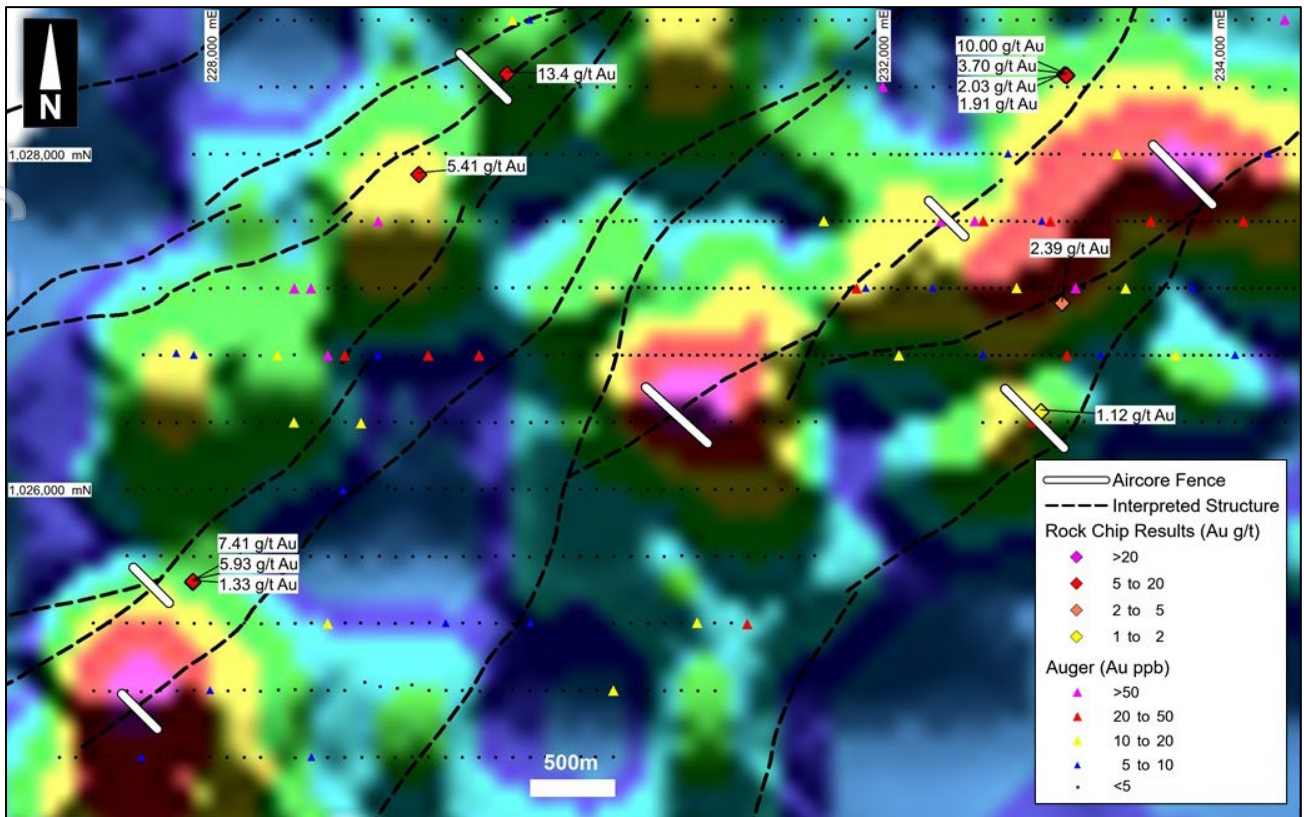 228,000 mE
232,000 mE
234,000 mE
N
13.4 g/t Au
10.00 g/t Au
3.70 g/t Au
2.03 g/t Au
1.91 g/t Au
1,028,000 mN
5.41 g/t Au
2.39 g/t Au
1.12 g/t Au
1,026,000 mN
7.41 g/t Au
5.93 g/t Au
1.33 g/t Au
500m
Aircore Fence
Interpreted Structure
Rock Chip Results (Au g/t)
>20
5 to 20
2 to 5
1 to 2
Auger (Au ppb)
>50
20 to 50
10 to 20
5 to 10
<5